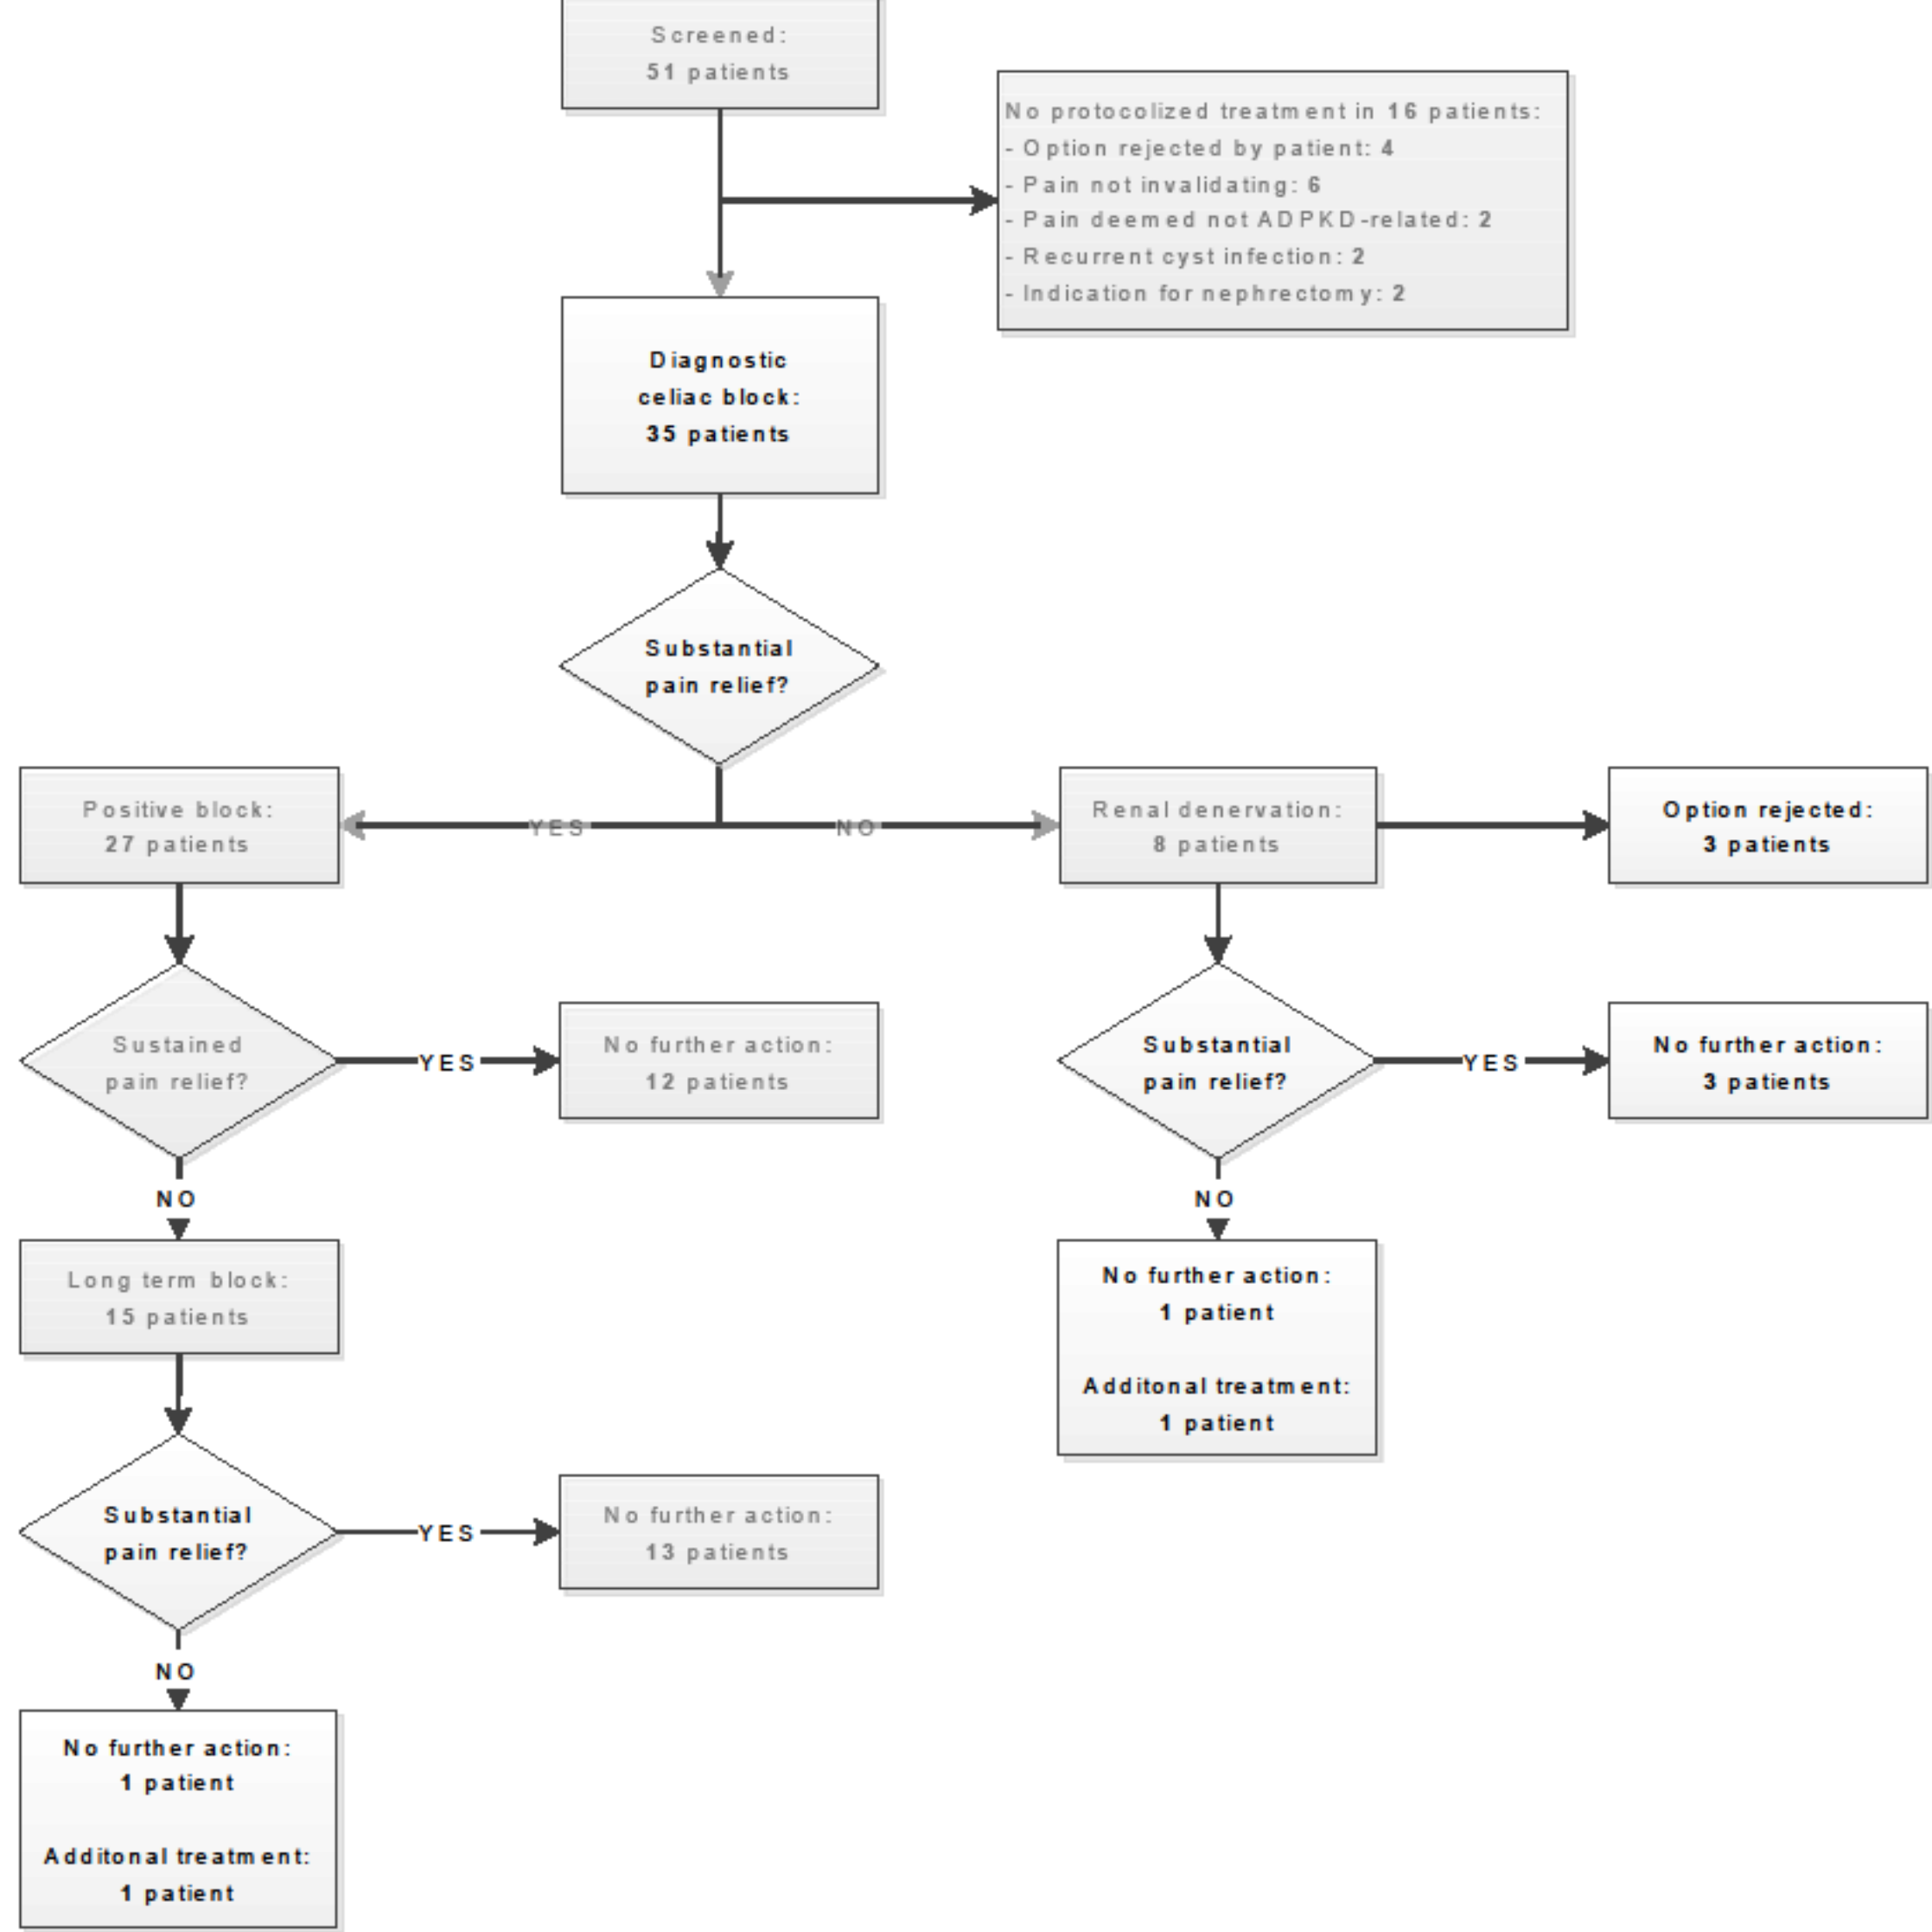 Screened:
51 patients
No protocolized treatment in 16 patients:
- Option rejected by patient: 4
- Pain not invalidating: 6
- Pain deemed not ADPKD-related: 2
- Recurrent cyst infection: 2
- Indication for nephrectomy: 2
Diagnostic
celiac block:
35 patients
Substantial
pain relief?
YES
NO
Positive block:
27 patients
Renal denervation:
8 patients
Option rejected:
3 patients
Sustained
pain relief?
YES
No further action:
12 patients
Substantial
pain relief?
YES
No further action:
3 patients
NO
NO
Long term block:
15 patients
No further action:
1 patient
Additonal treatment:
1 patient
Substantial
pain relief?
YES
No further action:
13 patients
NO
No further action:
1 patient
Additonal treatment:
1 patient